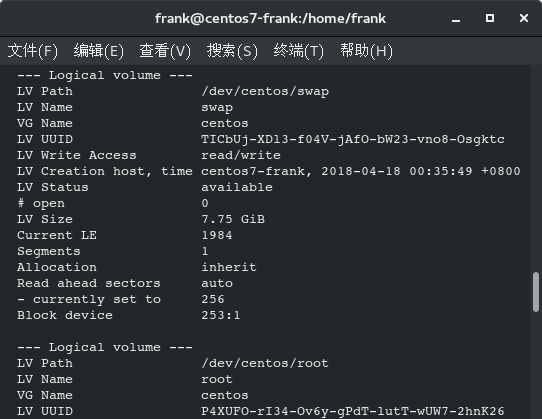 frank@centos7-frank:/home/frank
文件(F) 编辑(E) 查看(V) 搜索(S) 终端(T) 帮助(H)
--- Logical volume ---
LV Path                /dev/centos/swap
LV Name                swap
VG Name                centos
LV UUID                TICbUj-XDl3-f04V-jAfO-bW23-vno8-Osgktc
LV Write Access        read/write
LV Creation host, time centos7-frank, 2018-04-18 00:35:49 +0800
LV Status              available
# open                 0
LV Size                7.75 GiB
Current LE             1984
Segments               1
Allocation             inherit
Read ahead sectors     auto
- currently set to     256
Block device           253:1
--- Logical volume ---
LV Path                /dev/centos/root
LV Name                root
VG Name                centos
LV UUID                P4XUFO-rI34-Ov6y-gPdT-lutT-wUW7-2hnK26